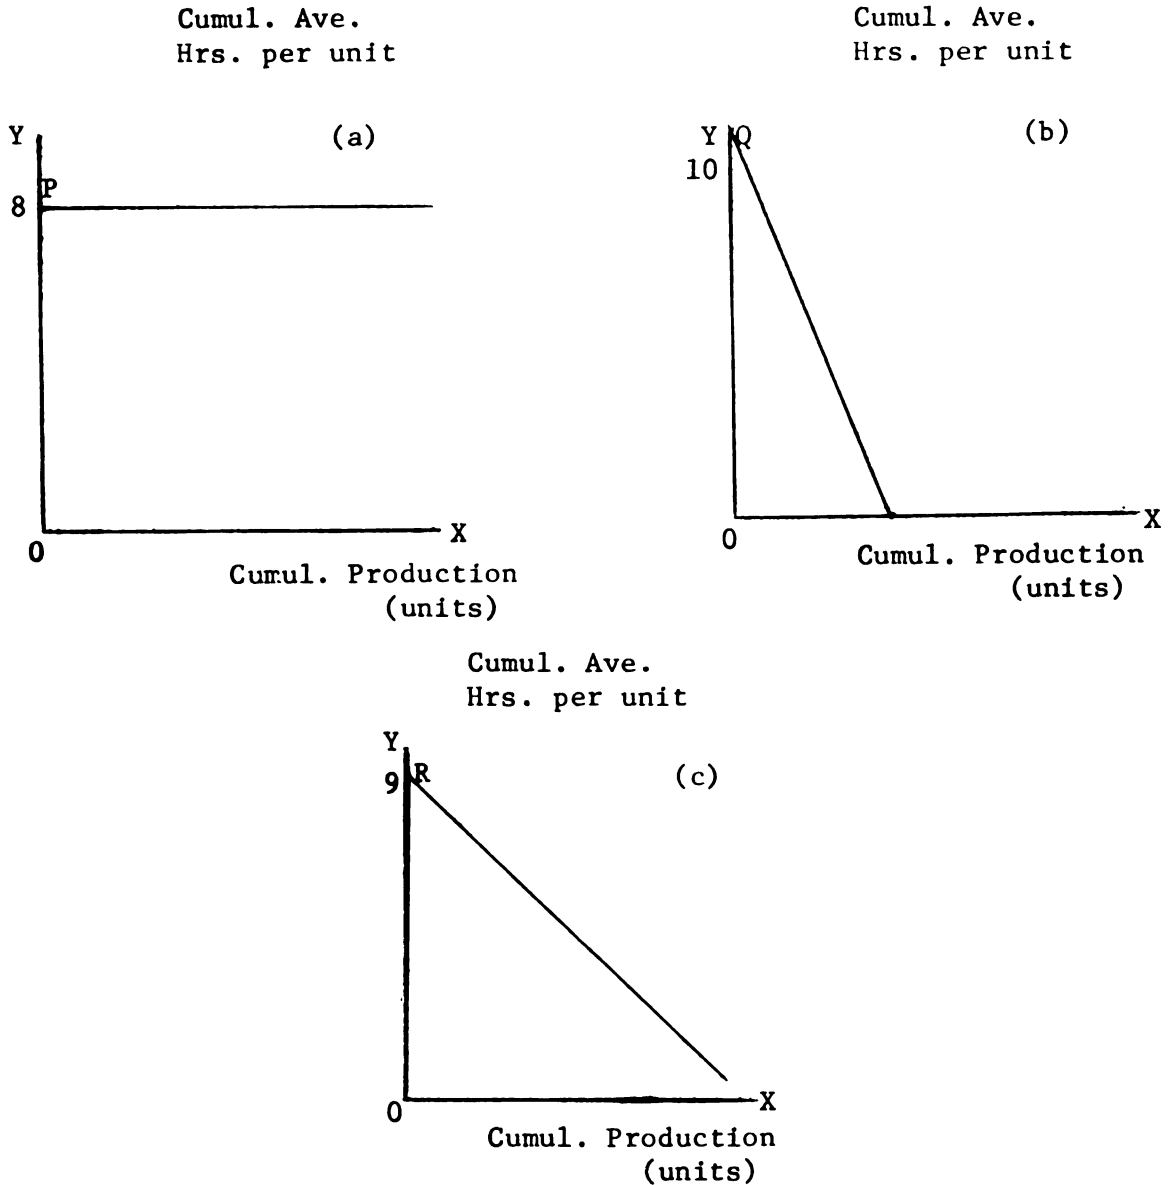 Cumul. Ave.
Hrs. per unit
(a)
Y
P
8
0
X
Cumul. Production
(units)
Cumul. Ave.
Hrs. per unit
(b)
Y Q
10
0
X
Cumul. Production
(units)
Cumul. Ave.
Hrs. per unit
Y
9 R
(c)
0
X
Cumul. Production
(units)